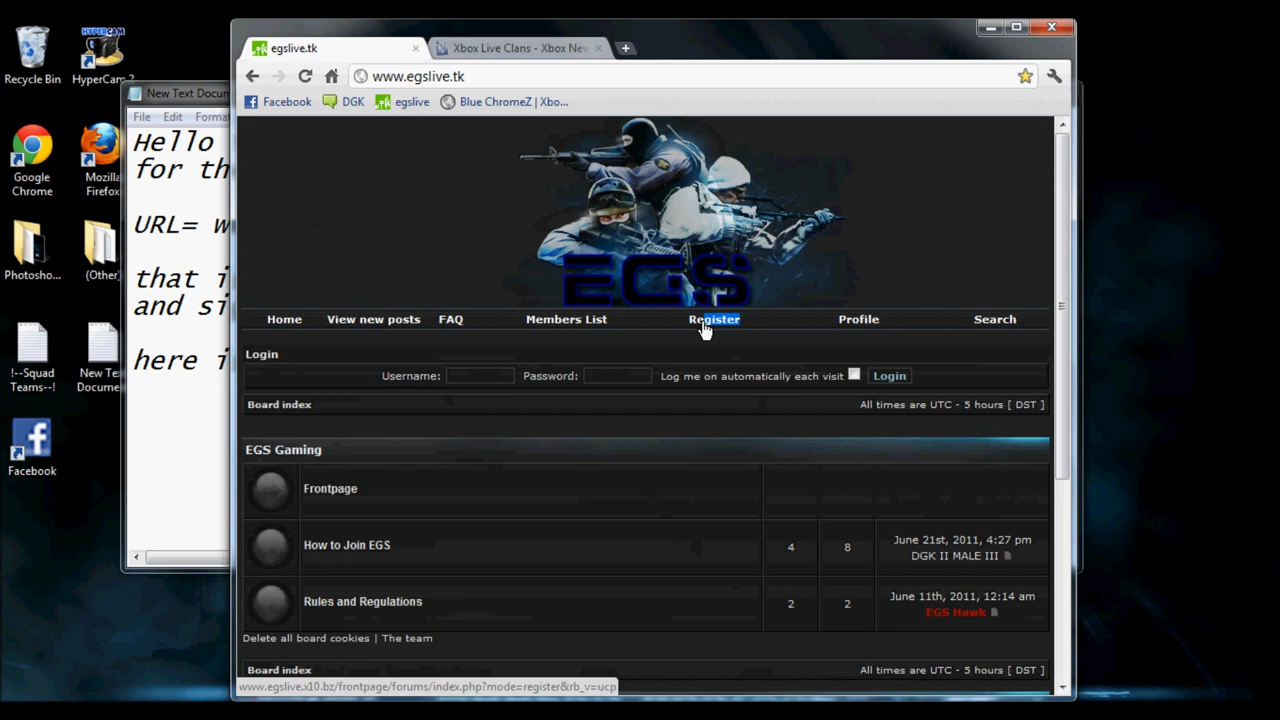 Recycle Bin
HYPERCAM
HyperCam 2
Google Chrome
Mozilla Firefox
Photosho...
(Other)
!--Squad Teams--!
New Text Docume
Facebook
New Text Docum
File Edit Format
Hello
for th
URL= w
that i
and si
here i
egslive.tk
Xbox Live Clans - Xbox New
www.egslive.tk
Facebook DGK egslive Blue ChromeZ | Xbo...
EGS
Home View new posts FAQ Members List Register Profile Search
Login
Username: Password: Log me on automatically each visit Login
Board index All times are UTC - 5 hours [ DST ]
EGS Gaming
Frontpage
How to Join EGS 4 8 June 21st, 2011, 4:27 pm
DGK II MALE III
Rules and Regulations 2 2 June 11th, 2011, 12:14 am
EGS Hawk
Delete all board cookies | The team
Board index All times are UTC - 5 hours [ DST ]
www.egslive.x10.bz/frontpage/forums/index.php?mode=register&rb_v=ucp